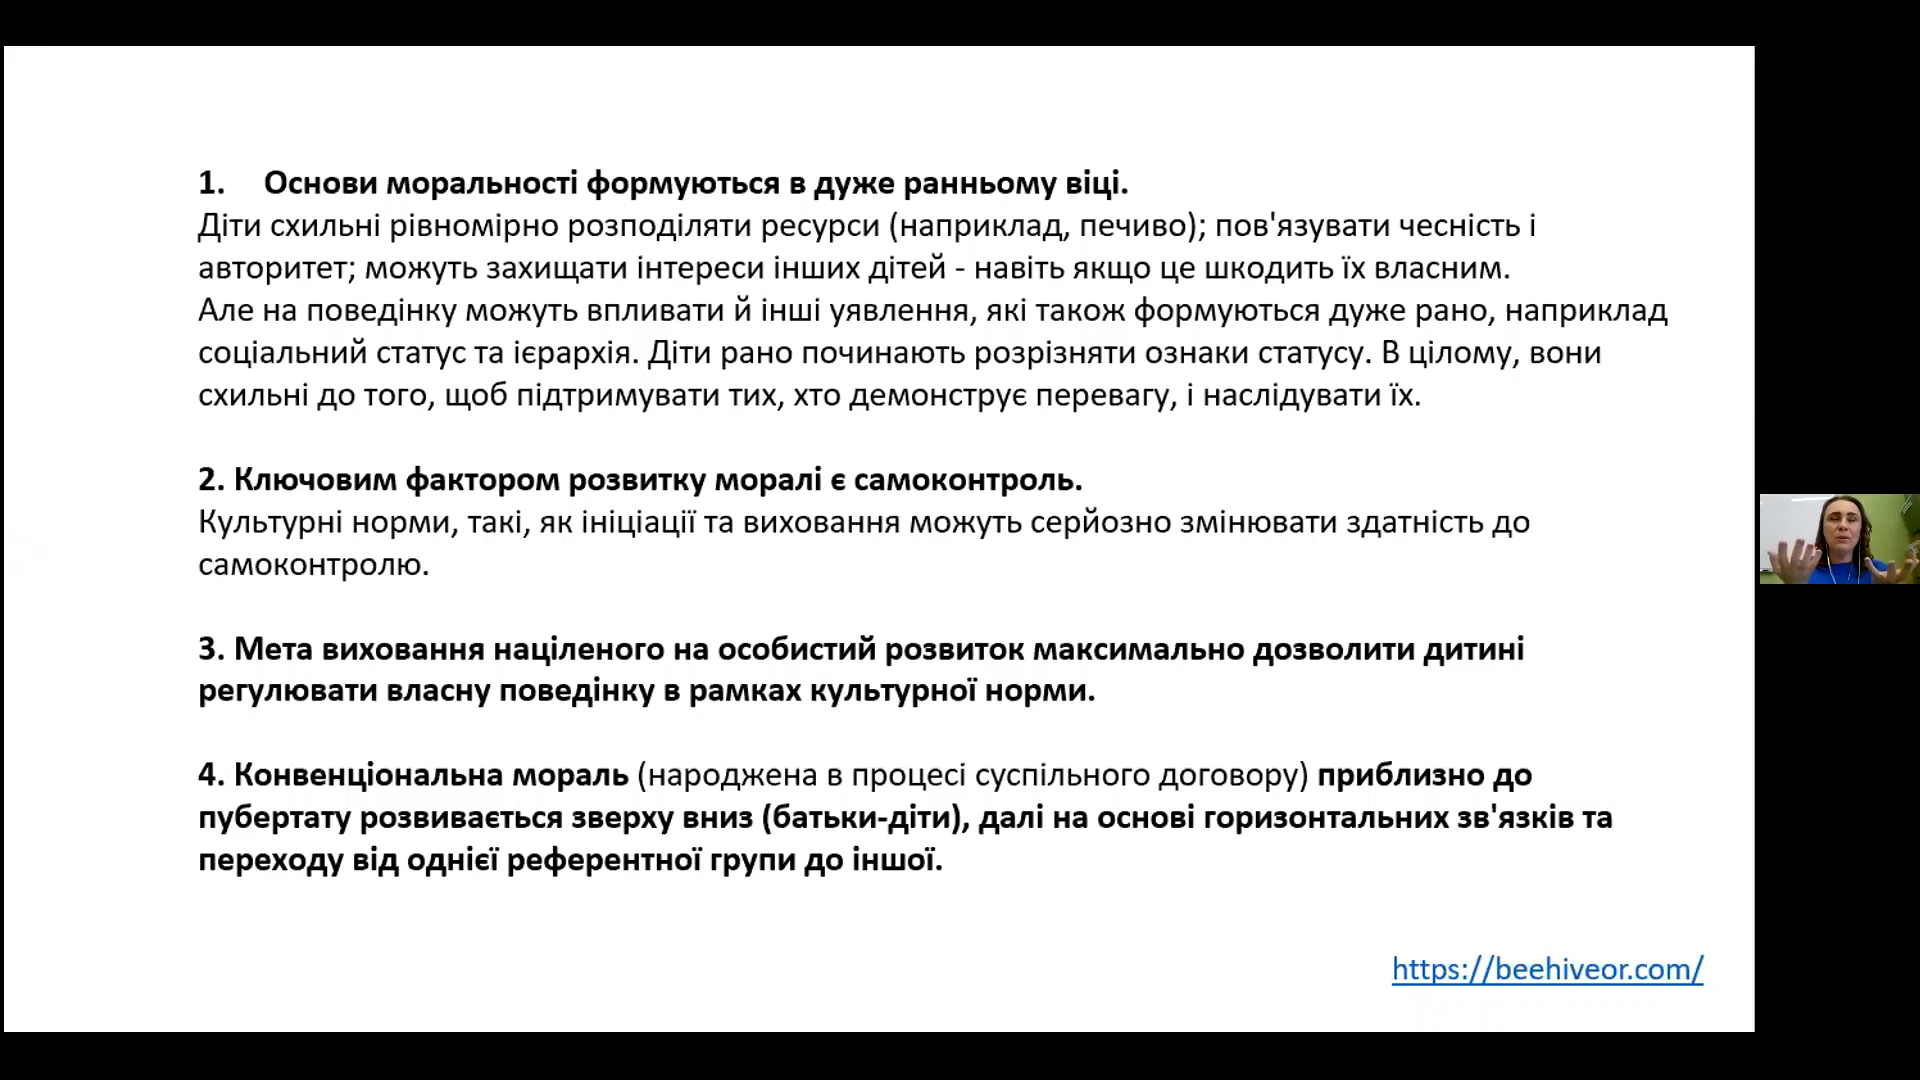 1. Основи моральності формуються в дуже ранньому віці.
Діти схильні рівномірно розподіляти ресурси (наприклад, печиво); пов'язувати чесність і
авторитет; можуть захищати інтереси інших дітей - навіть якщо це шкодить їх власним.
Але на поведінку можуть впливати й інші уявлення, які також формуються дуже рано, наприклад
соціальний статус та ієрархія. Діти рано починають розрізняти ознаки статусу. В цілому, вони
схильні до того, щоб підтримувати тих, хто демонструє перевагу, і наслідувати їх.
2. Ключовим фактором розвитку моралі є самоконтроль.
Культурні норми, такі, як ініціації та виховання можуть серйозно змінювати здатність до
самоконтролю.
3. Мета виховання націленого на особистий розвиток максимально дозволити дитині
регулювати власну поведінку в рамках культурної норми.
4. Конвенціональна мораль (народжена в процесі суспільного договору) приблизно до
пубертату розвивається зверху вниз (батьки-діти), далі на основі горизонтальних зв'язків та
переходу від однієї референтної групи до іншої.
https://beehiveor.com/